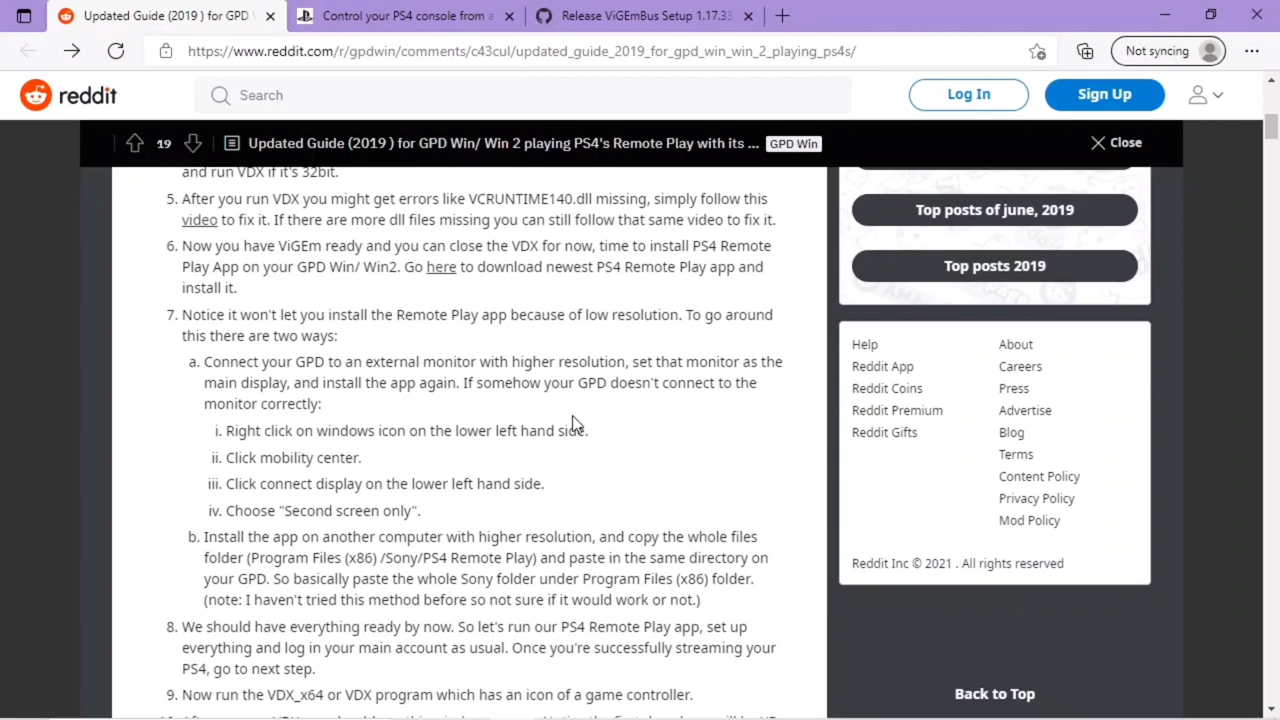 Updated Guide (2019 ) for GPD
Control your PS4 console from a
Release ViGEmBus Setup 1.17.33
https://www.reddit.com/r/gpdwin/comments/c43cul/updated_guide_2019_for_gpd_win_win_2_playing_ps4s/
Not syncing
reddit
Search
Log In
Sign Up
19
Updated Guide (2019 ) for GPD Win/ Win 2 playing PS4's Remote Play with its ...
GPD Win
Close
and run VDX if it's 32bit.
5. After you run VDX you might get errors like VCRUNTIME140.dll missing, simply follow this
video to fix it. If there are more dll files missing you can still follow that same video to fix it.
6. Now you have ViGEm ready and you can close the VDX for now, time to install PS4 Remote
Play App on your GPD Win/ Win2. Go here to download newest PS4 Remote Play app and
install it.
7. Notice it won't let you install the Remote Play app because of low resolution. To go around
this there are two ways:
a. Connect your GPD to an external monitor with higher resolution, set that monitor as the
main display, and install the app again. If somehow your GPD doesn't connect to the
monitor correctly:
i. Right click on windows icon on the lower left hand side.
ii. Click mobility center.
iii. Click connect display on the lower left hand side.
iv. Choose "Second screen only".
b. Install the app on another computer with higher resolution, and copy the whole files
folder (Program Files (x86) /Sony/PS4 Remote Play) and paste in the same directory on
your GPD. So basically paste the whole Sony folder under Program Files (x86) folder.
(note: I haven't tried this method before so not sure if it would work or not.)
8. We should have everything ready by now. So let's run our PS4 Remote Play app, set up
everything and log in your main account as usual. Once you're successfully streaming your
PS4, go to next step.
9. Now run the VDX_x64 or VDX program which has an icon of a game controller.
Top posts of june, 2019
Top posts 2019
Help
About
Reddit App
Careers
Reddit Coins
Press
Reddit Premium
Advertise
Reddit Gifts
Blog
Terms
Content Policy
Privacy Policy
Mod Policy
Reddit Inc © 2021 . All rights reserved
Back to Top